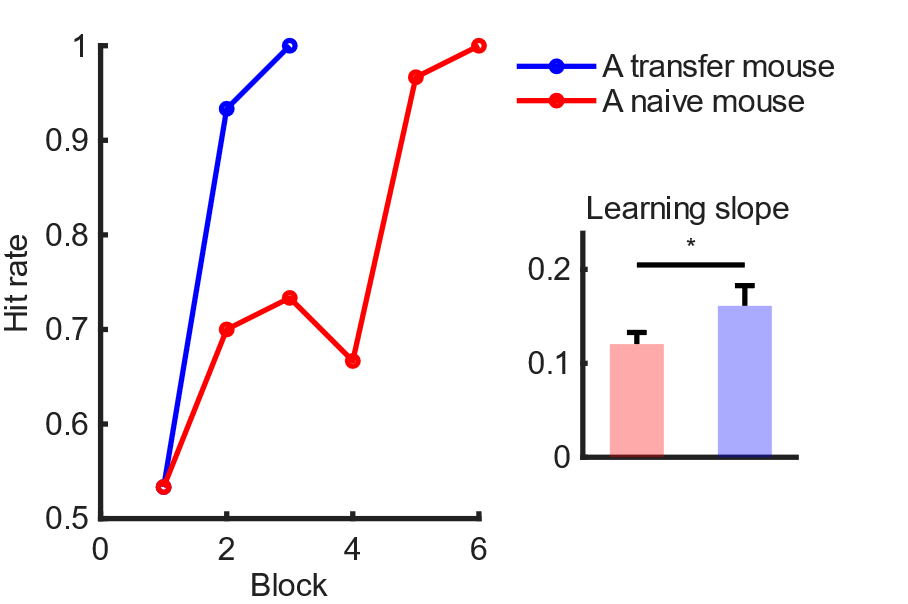 1
0.9
0.8
0.7
0.6
0.5
0
2
4
6
Hit rate
Block
A transfer mouse
A naive mouse
Learning slope
*
0.2
0.1
0